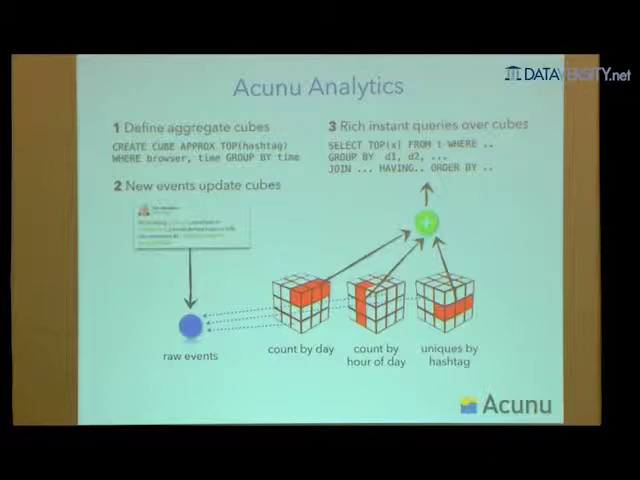 DATAVERSITY.net
Acunu Analytics
1 Define aggregate cubes
CREATE CUBE APPROX TOP(hashtag)
WHERE browser, time GROUP BY time
2 New events update cubes
3 Rich instant queries over cubes
SELECT TOP(x) FROM t WHERE ..
GROUP BY d1, d2, ...
JOIN ... HAVING.. ORDER BY ..
raw events
count by day
count by
hour of day
uniques by
hashtag
Acunu